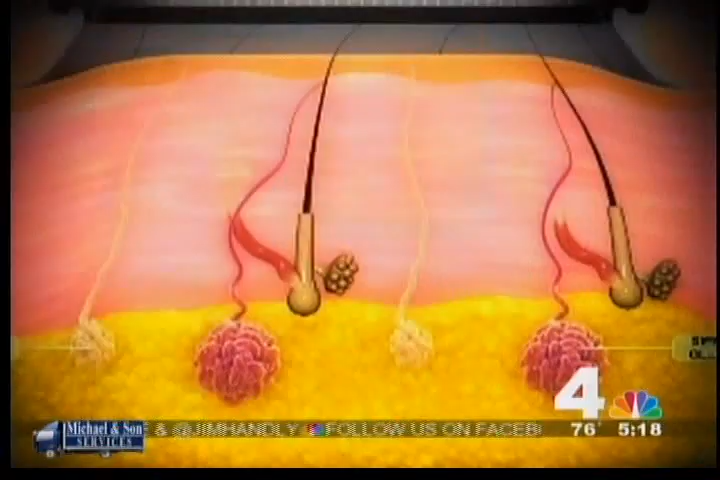 4
Michael & Son
SERVICES
& @JIMHANDLY FOLLOW US ON FACEB
76° 5:18